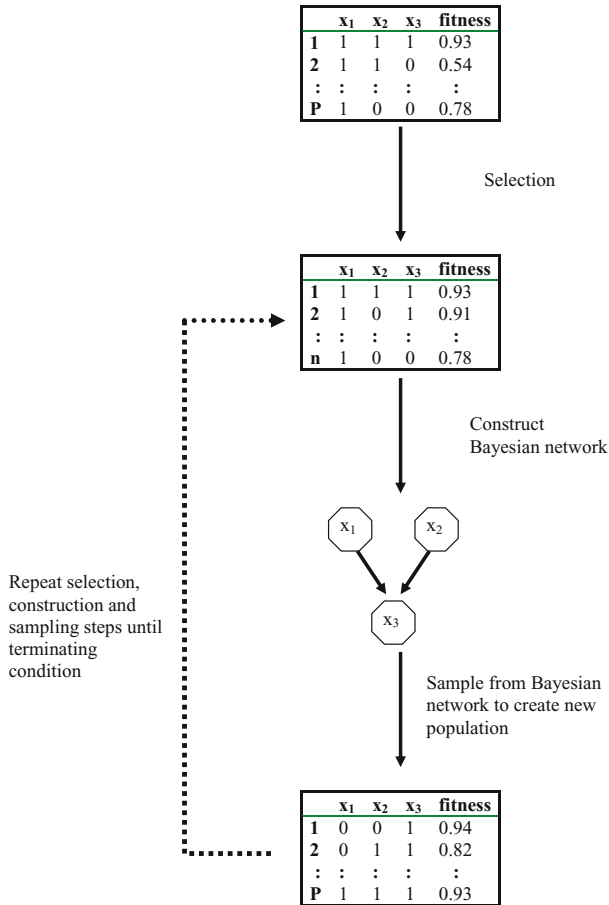 x1 x2 x3 fitness
1 1 1 1 0.93
2 1 1 0 0.54
: : : : :
P 1 0 0 0.78
Selection
x1 x2 x3 fitness
1 1 1 1 0.93
2 1 0 1 0.91
: : : : :
n 1 0 0 0.78
Construct
Bayesian network
x1 x2
x3
Repeat selection,
construction and
sampling steps until
terminating
condition
Sample from Bayesian
network to create new
population
x1 x2 x3 fitness
1 0 0 1 0.94
2 0 1 1 0.82
: : : : :
P 1 1 1 0.93